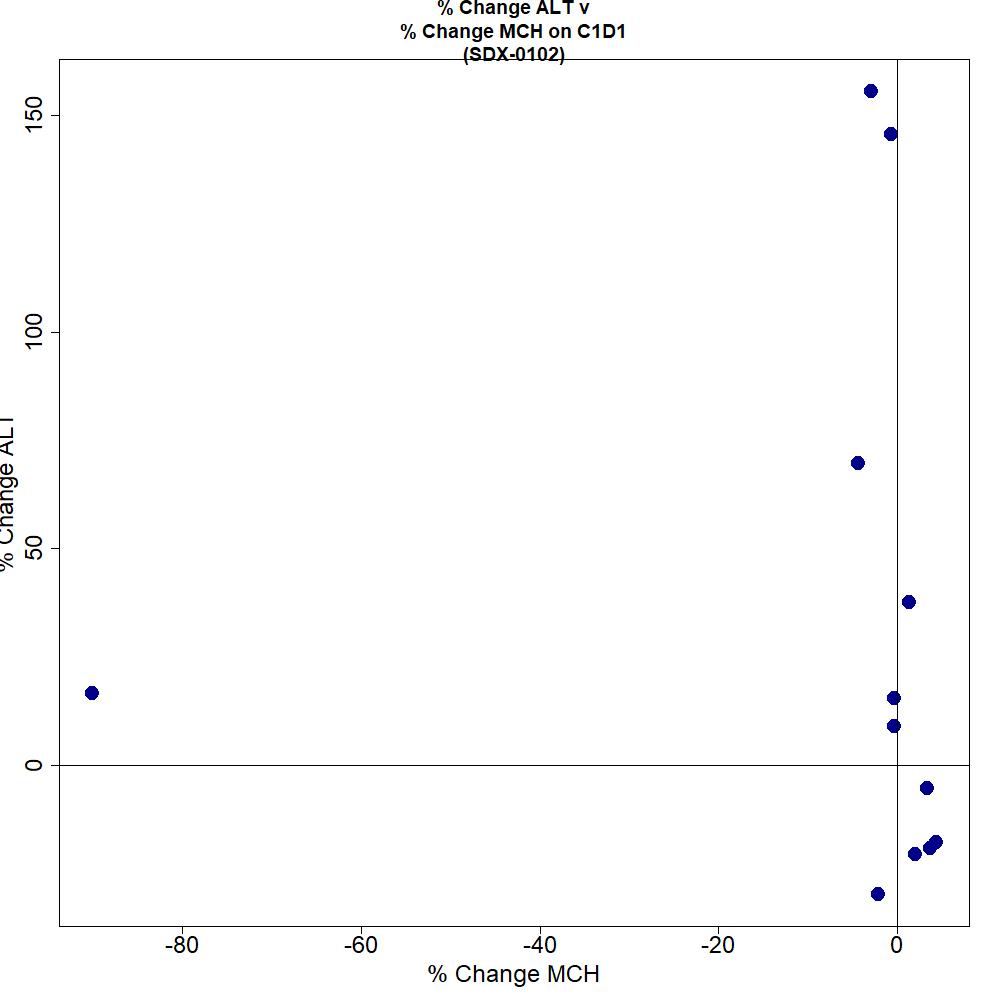 % Change ALT v
% Change MCH on C1D1
(SDX-0102)
150
100
50
0
% Change ALT
-80
-60
-40
-20
0
% Change MCH